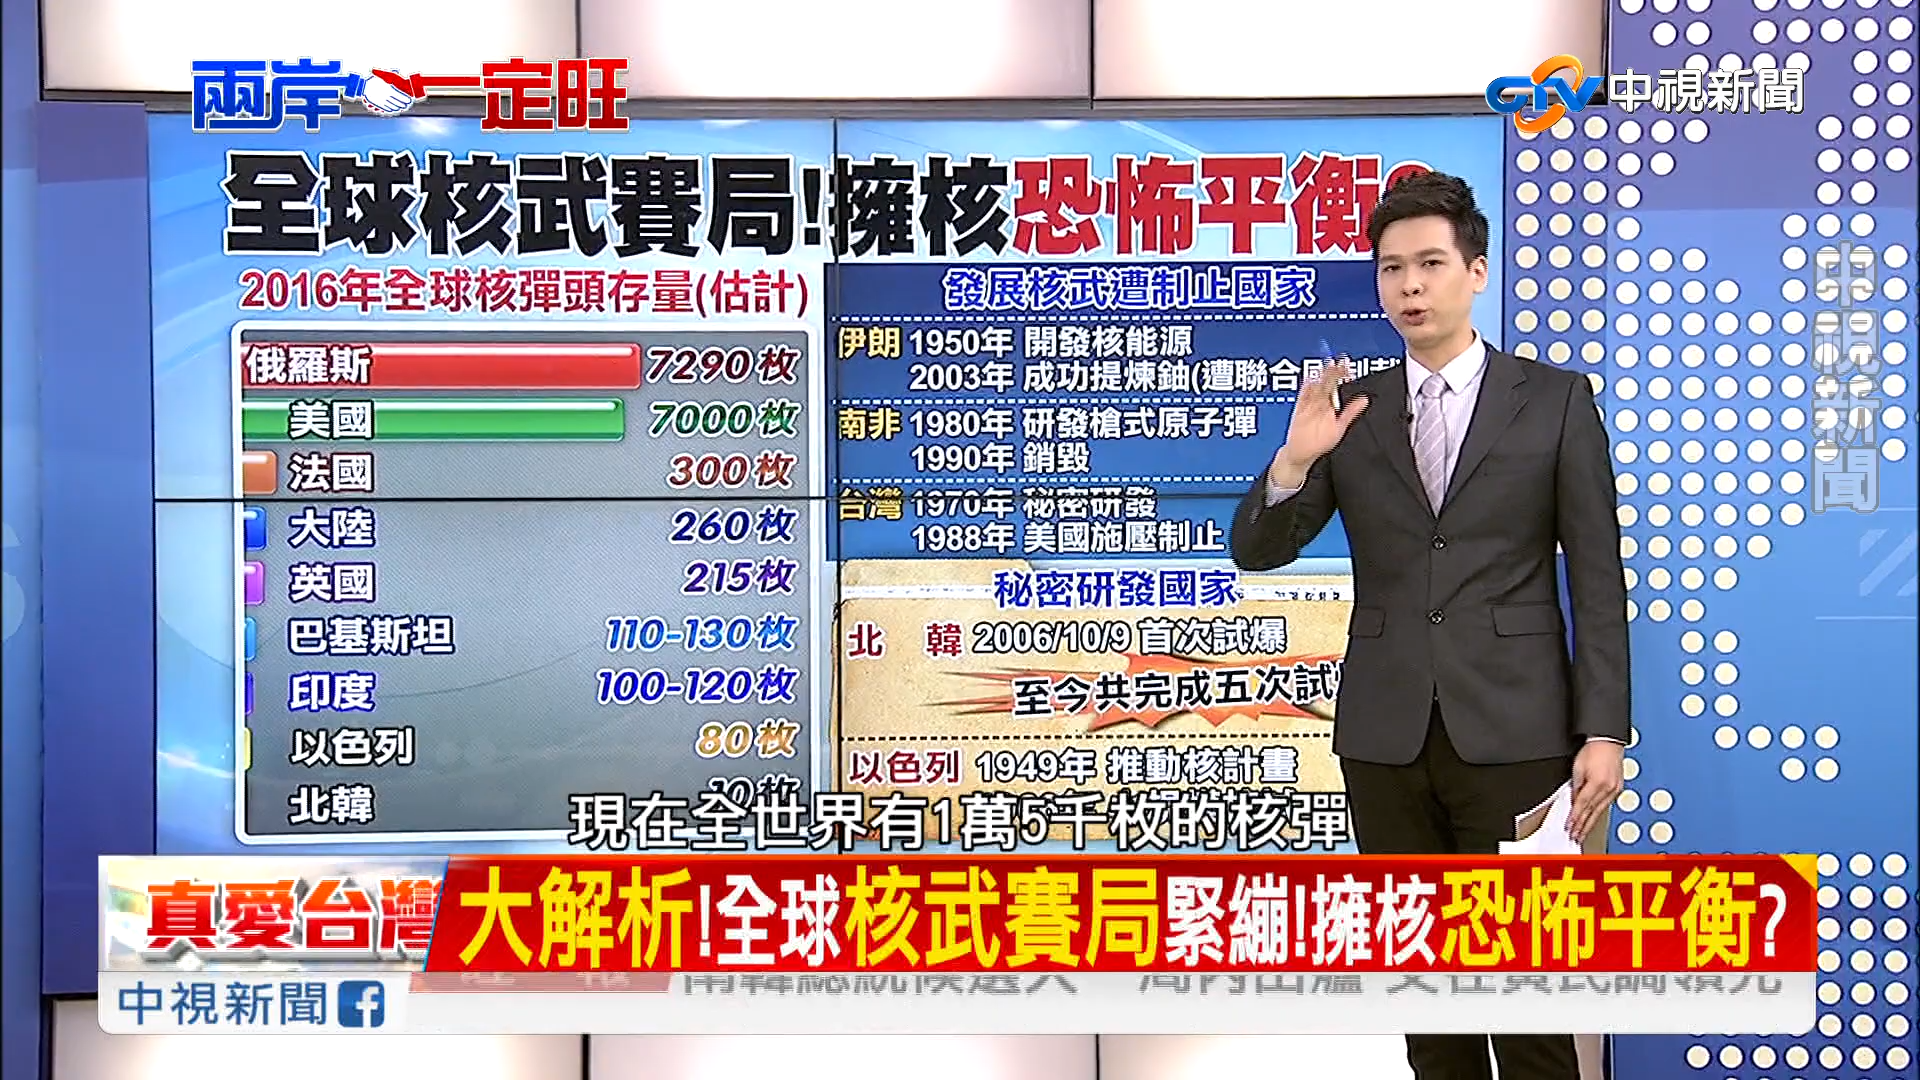 兩岸一定旺
CTV中視新聞
全球核武賽局!擁核恐怖平衡?
2016年全球核彈頭存量(估計)
俄羅斯 7290枚
美國 7000枚
法國 300枚
大陸 260枚
英國 215枚
巴基斯坦 110-130枚
印度 100-120枚
以色列 80枚
北韓 10枚
發展核武遭制止國家
伊朗 1950年 開發核能源
2003年 成功提煉鈾(遭聯合國制裁
南非 1980年 研發槍式原子彈
1990年 銷毀
台灣 1970年 秘密研發
1988年 美國施壓制止
秘密研發國家
北韓 2006/10/9 首次試爆
至今共完成五次試
以色列 1949年 推動核計畫
中視新聞
現在全世界有1萬5千枚的核彈
真愛台灣
大解析!全球核武賽局緊繃!擁核恐怖平衡?
中視新聞